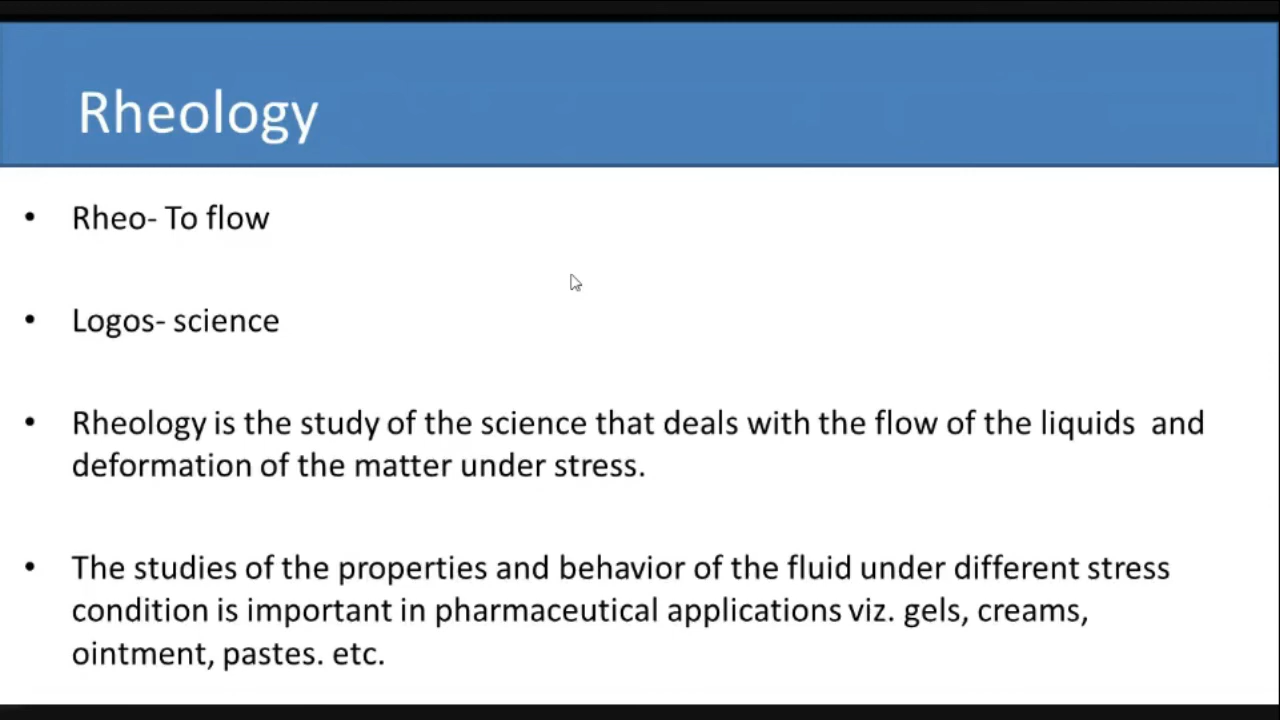 Rheology
• Rheo- To flow
• Logos- science
• Rheology is the study of the science that deals with the flow of the liquids  and
deformation of the matter under stress.
• The studies of the properties and behavior of the fluid under different stress
condition is important in pharmaceutical applications viz. gels, creams,
ointment, pastes. etc.